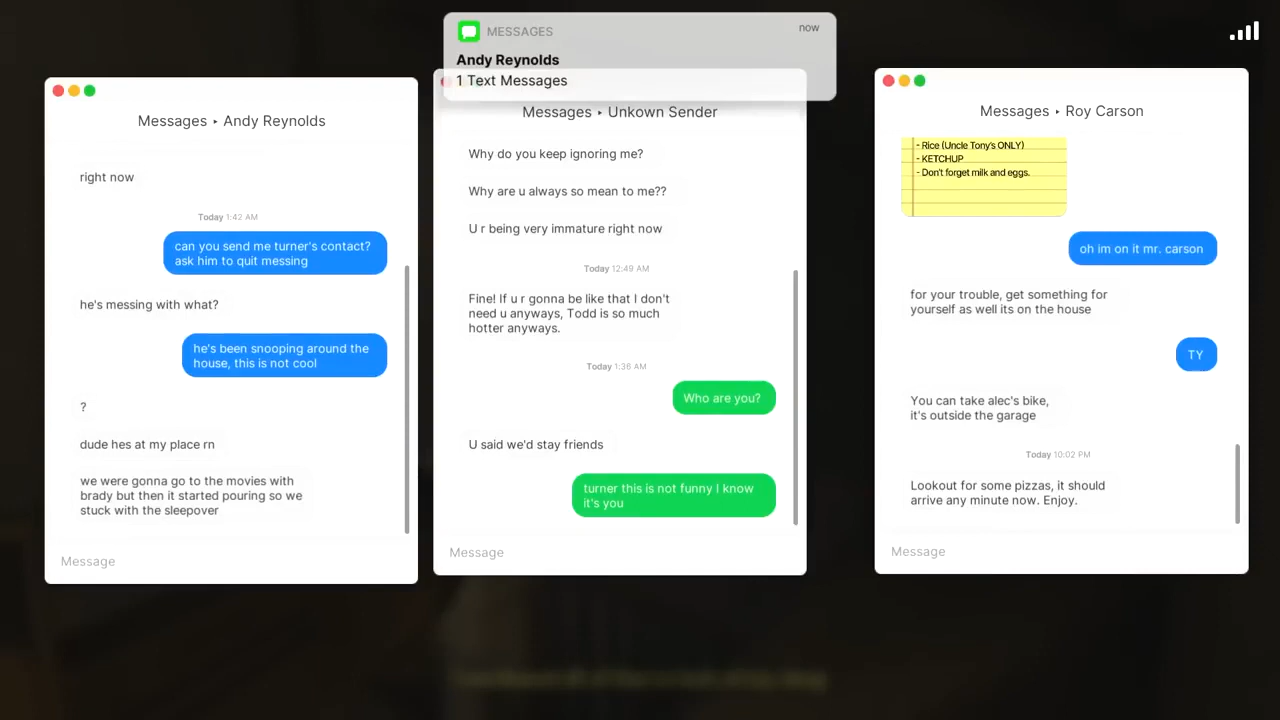 MESSAGES
now
Andy Reynolds
1 Text Messages
Messages ▸ Andy Reynolds
right now
Today 1:42 AM
can you send me turner's contact?
ask him to quit messing
he's messing with what?
he's been snooping around the
house, this is not cool
?
dude hes at my place rn
we were gonna go to the movies with
brady but then it started pouring so we
stuck with the sleepover
Message
Messages ▸ Unkown Sender
Why do you keep ignoring me?
Why are u always so mean to me??
U r being very immature right now
Today 12:49 AM
Fine! If u r gonna be like that I don't
need u anyways, Todd is so much
hotter anyways.
Today 1:36 AM
Who are you?
U said we'd stay friends
turner this is not funny I know
it's you
Message
Messages ▸ Roy Carson
- Rice (Uncle Tony's ONLY)
- KETCHUP
- Don't forget milk and eggs.
oh im on it mr. carson
for your trouble, get something for
yourself as well its on the house
TY
You can take alec's bike,
it's outside the garage
Today 10:02 PM
Lookout for some pizzas, it should
arrive any minute now. Enjoy.
Message